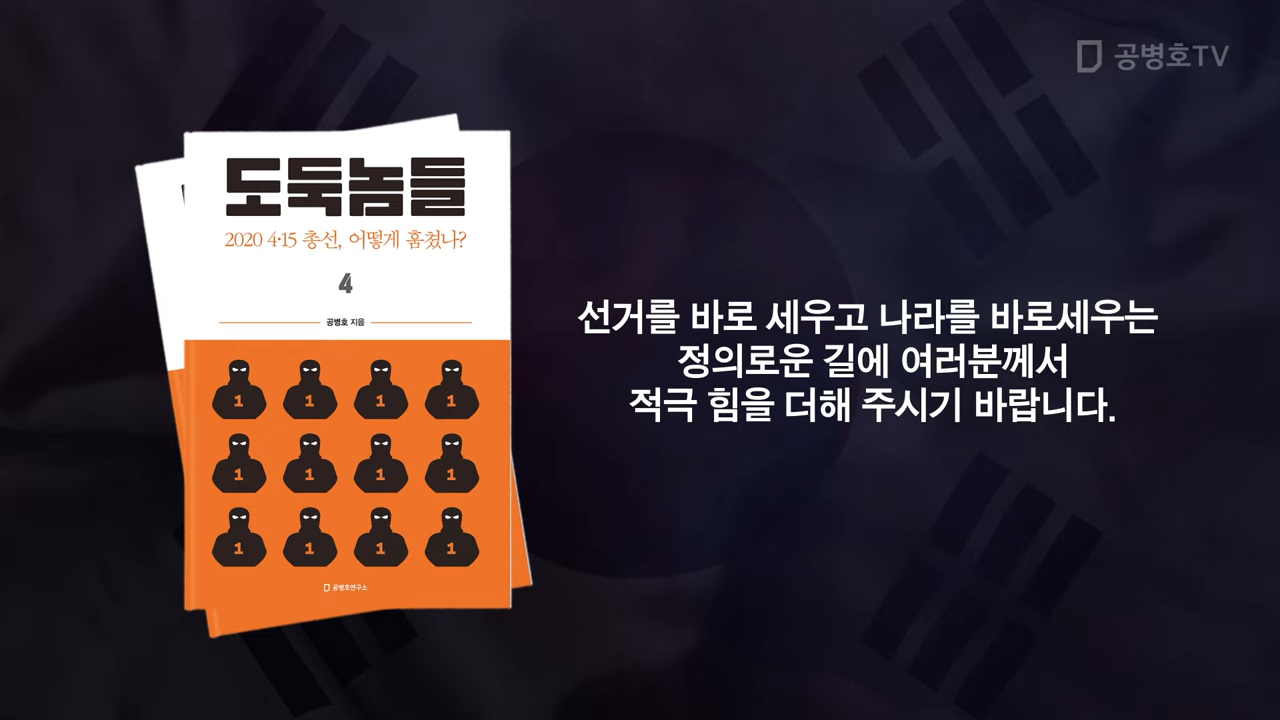 공병호TV
도둑놈들
2020 4·15 총선, 어떻게 훔쳤나?
4
공병호 지음
1 1 1 1
1 1 1 1
1 1 1 1
공병호연구소
선거를 바로 세우고 나라를 바로세우는
정의로운 길에 여러분께서
적극 힘을 더해 주시기 바랍니다.